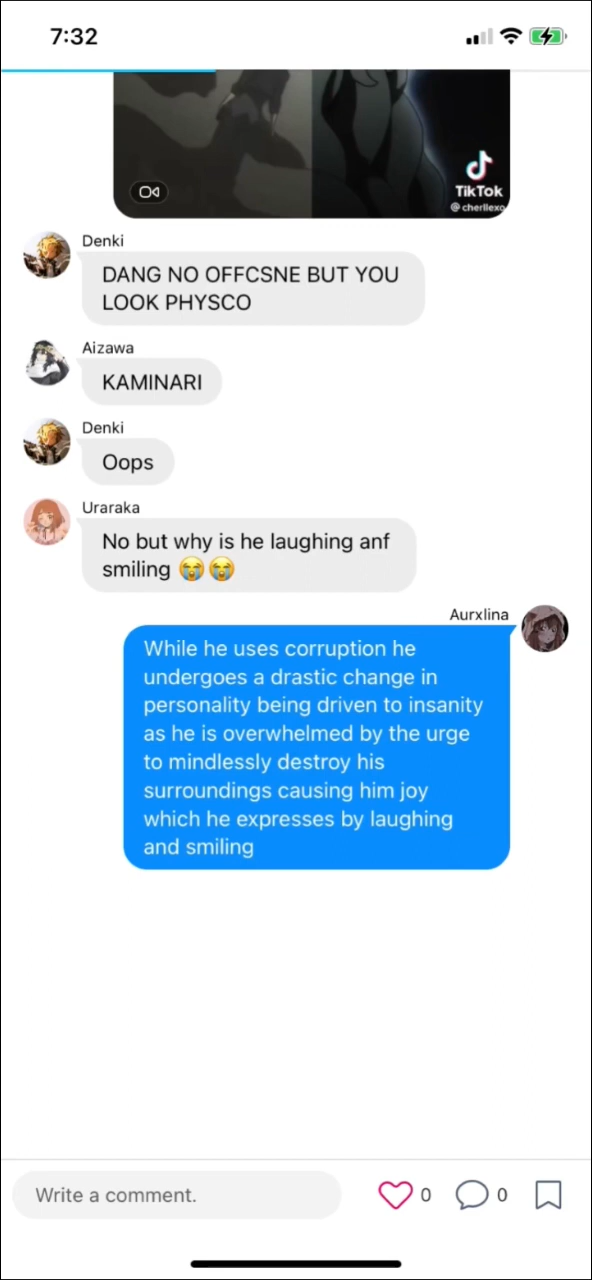 7:32
TikTok
@cherllexo
Denki
DANG NO OFFCSNE BUT YOU
LOOK PHYSCO
Aizawa
KAMINARI
Denki
Oops
Uraraka
No but why is he laughing anf
smiling 😭😭
Aurxlina
While he uses corruption he
undergoes a drastic change in
personality being driven to insanity
as he is overwhelmed by the urge
to mindlessly destroy his
surroundings causing him joy
which he expresses by laughing
and smiling
Write a comment.
0
0